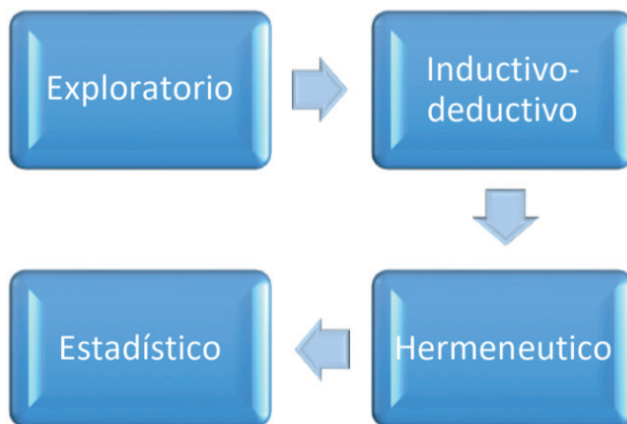 Exploratorio
Inductivo-
deductivo
Hermeneutico
Estadístico